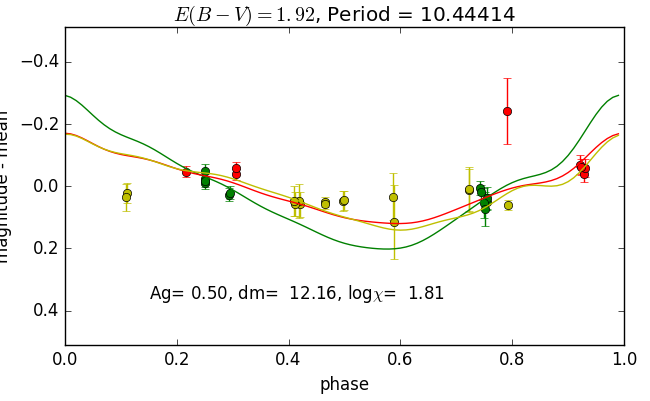 E(B − V) = 1.92, Period = 10.44414
−0.4
−0.2
0.0
0.2
0.4
magnitude - mean
Ag= 0.50, dm= 12.16, logχ= 1.81
0.0 0.2 0.4 0.6 0.8 1.0
phase